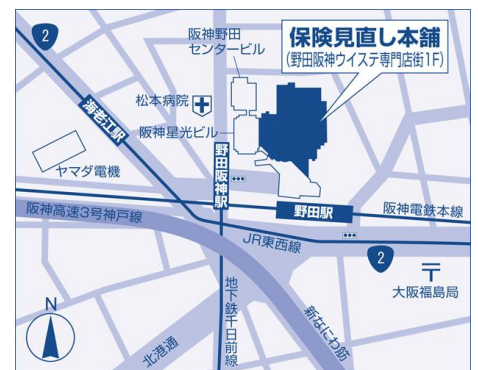 2
阪神野田
センタービル
保険見直し本舗
(野田阪神ウイステ専門店街1F)
松本病院
海老江駅
阪神星光ビル
ヤマダ電機
野田阪神駅
野田駅
阪神電鉄本線
阪神高速3号神戸線
JR東西線
2
〒
大阪福島局
N
地下鉄千日前線
新なにわ筋
北港通